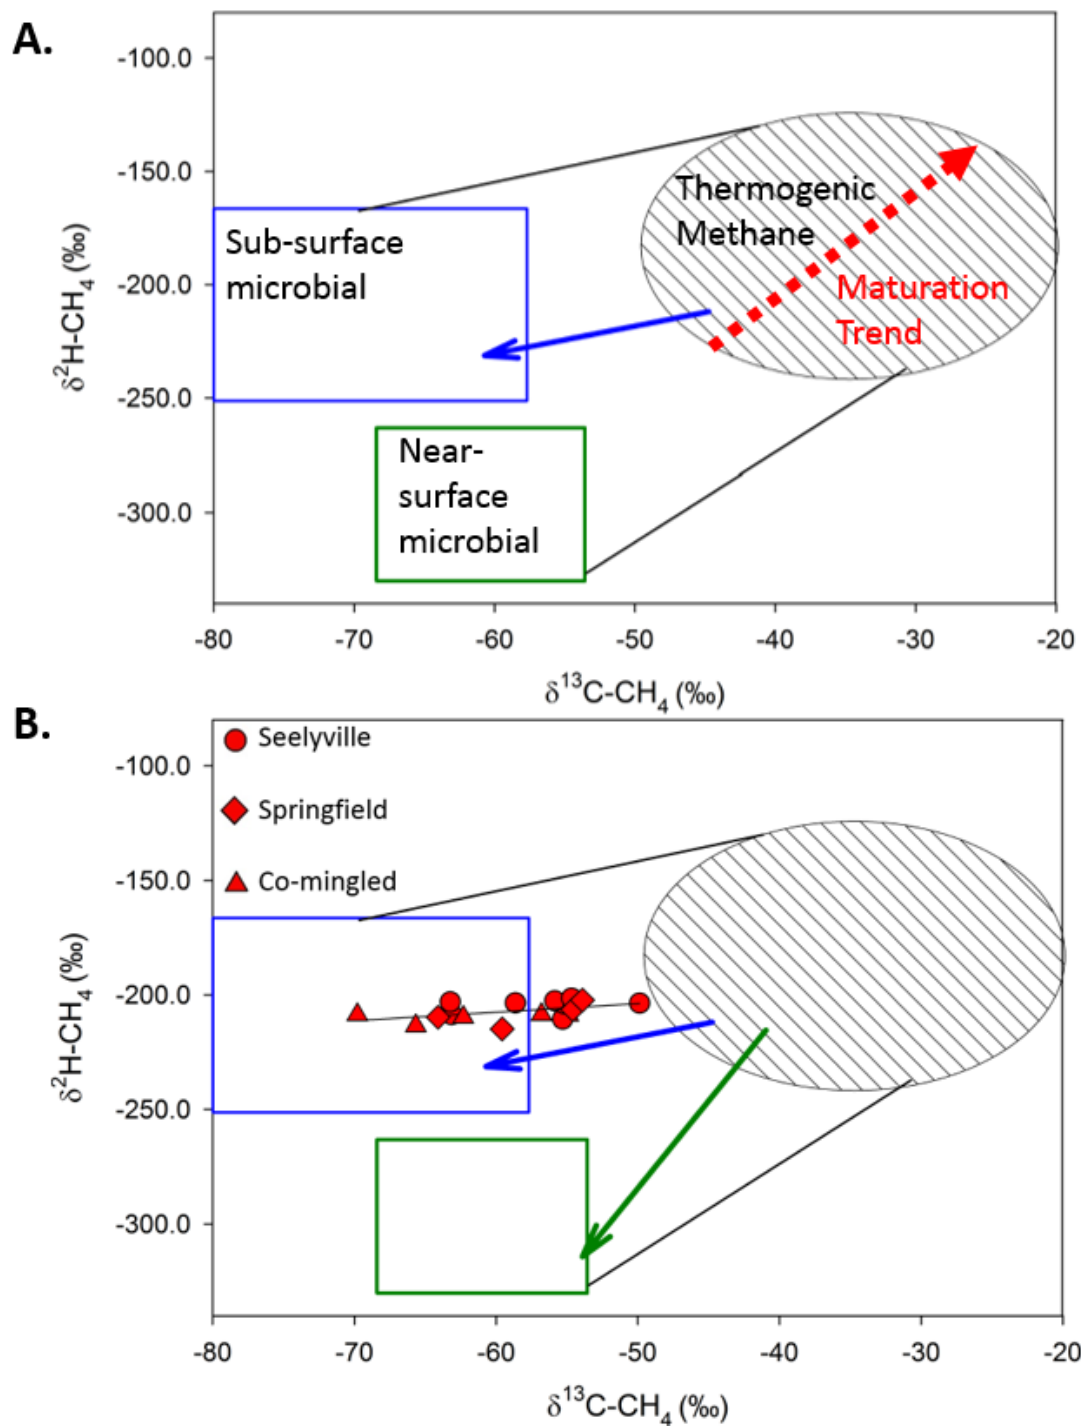 A.
-100.0
-150.0
-200.0
-250.0
-300.0
δ²H-CH₄ (‰)
Thermogenic
Methane
Maturation
Trend
Sub-surface
microbial
Near-
surface
microbial
-80 -70 -60 -50 -40 -30 -20
δ¹³C-CH₄ (‰)
B.
Seelyville
Springfield
Co-mingled
-100.0
-150.0
-200.0
-250.0
-300.0
δ²H-CH₄ (‰)
-80 -70 -60 -50 -40 -30 -20
δ¹³C-CH₄ (‰)